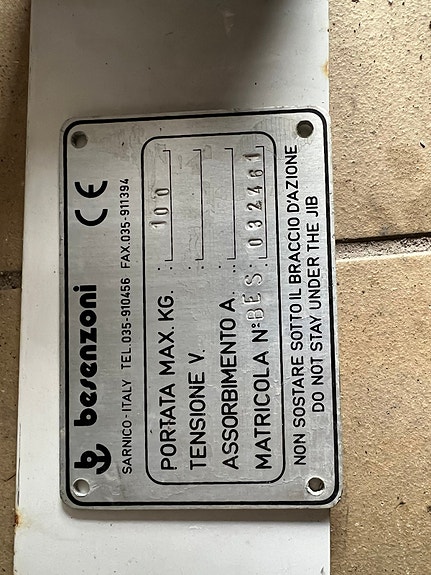 besenzoni CE
SARNICO - ITALY TEL.035-910456 FAX.035-911394
PORTATA MAX. KG. : 100
TENSIONE V. :
ASSORBIMENTO A. :
MATRICOLA N° BES: 032461
NON SOSTARE SOTTO IL BRACCIO D'AZIONE
DO NOT STAY UNDER THE JIB